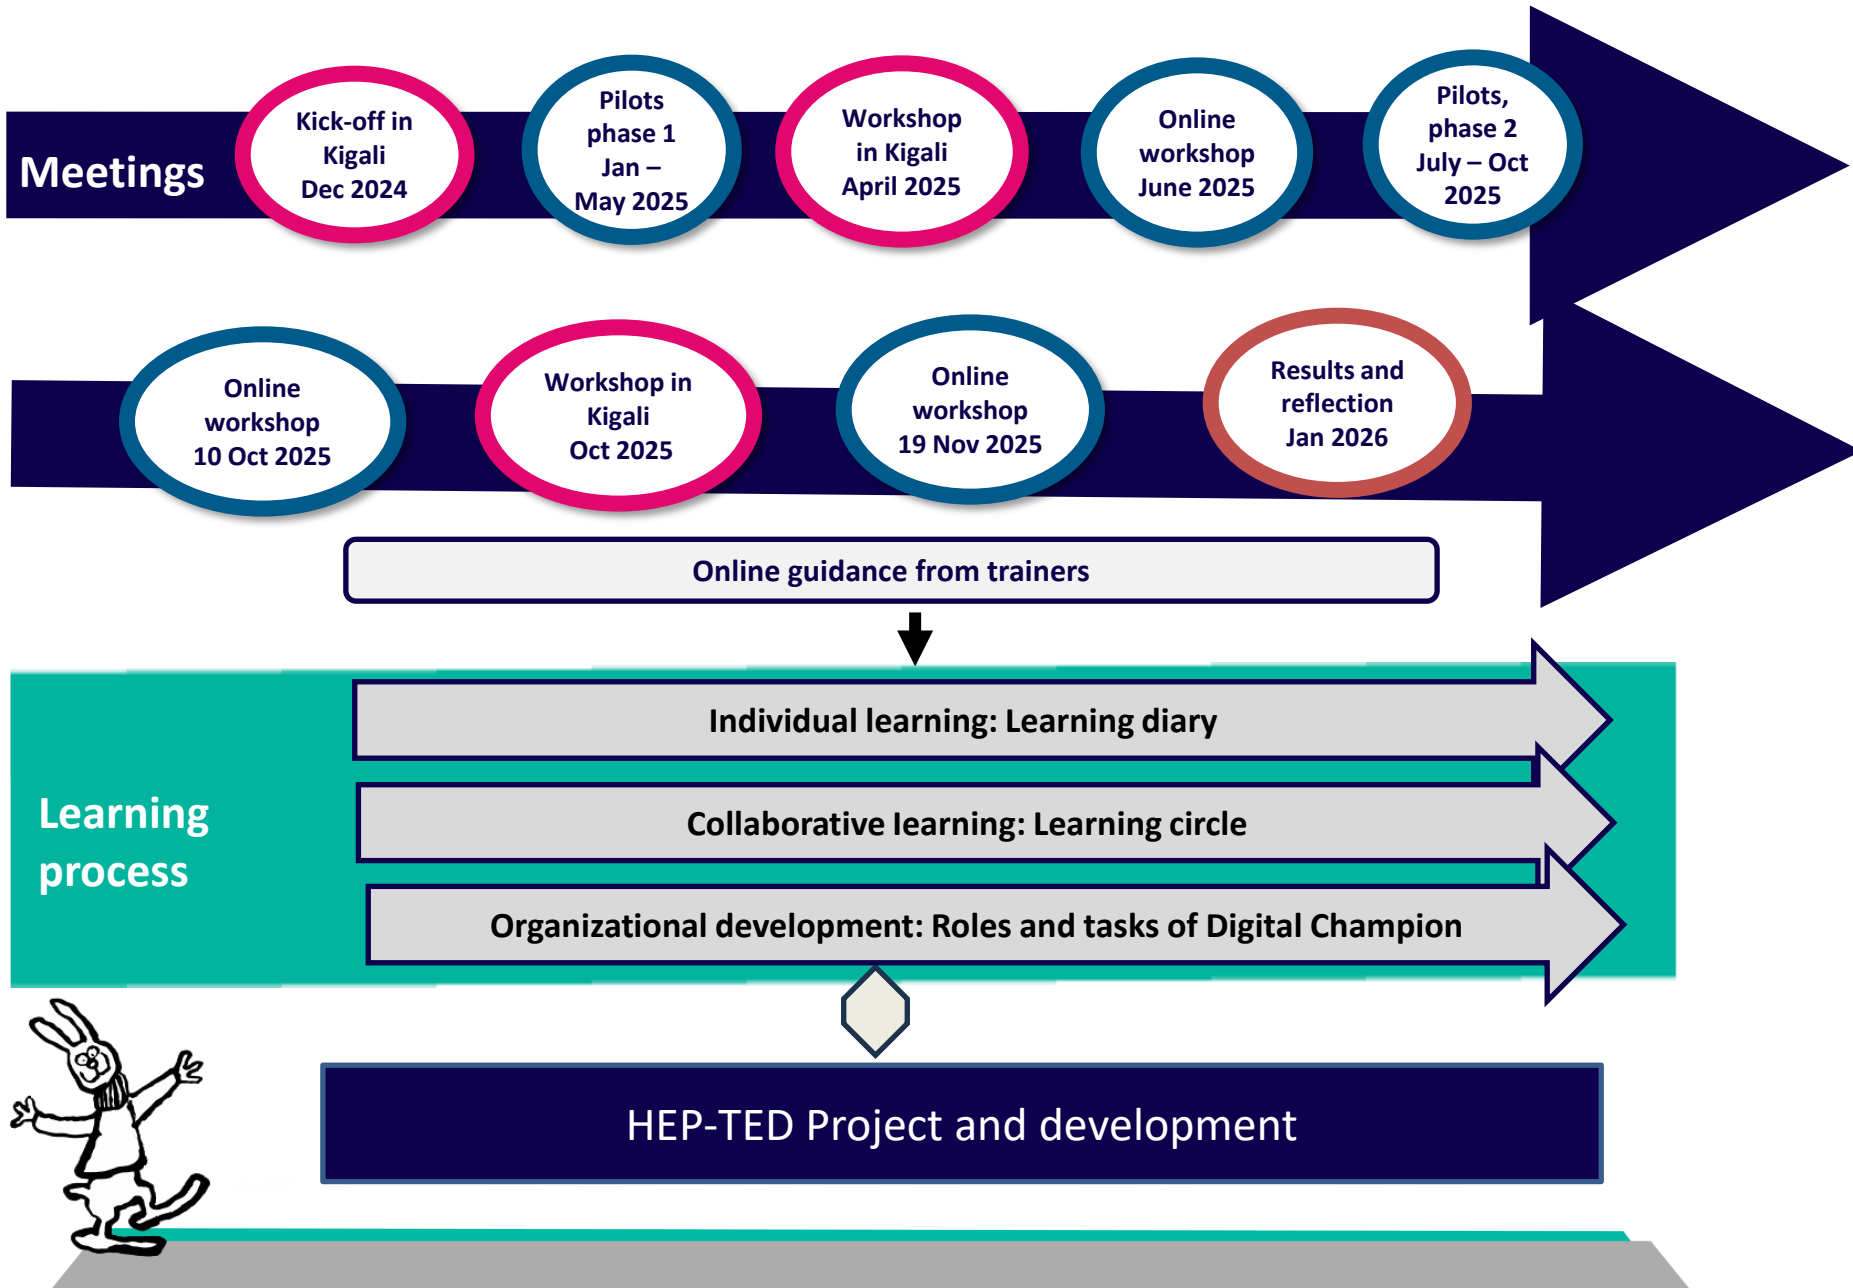 Meetings
Kick-off in
Kigali
Dec 2024
Pilots
phase 1
Jan –
May 2025
Workshop
in Kigali
April 2025
Online
workshop
June 2025
Pilots,
phase 2
July – Oct
2025
Online
workshop
10 Oct 2025
Workshop in
Kigali
Oct 2025
Online
workshop
19 Nov 2025
Results and
reflection
Jan 2026
Online guidance from trainers
Learning
process
Individual learning: Learning diary
Collaborative Iearning: Learning circle
Organizational development: Roles and tasks of Digital Champion
HEP-TED Project and development